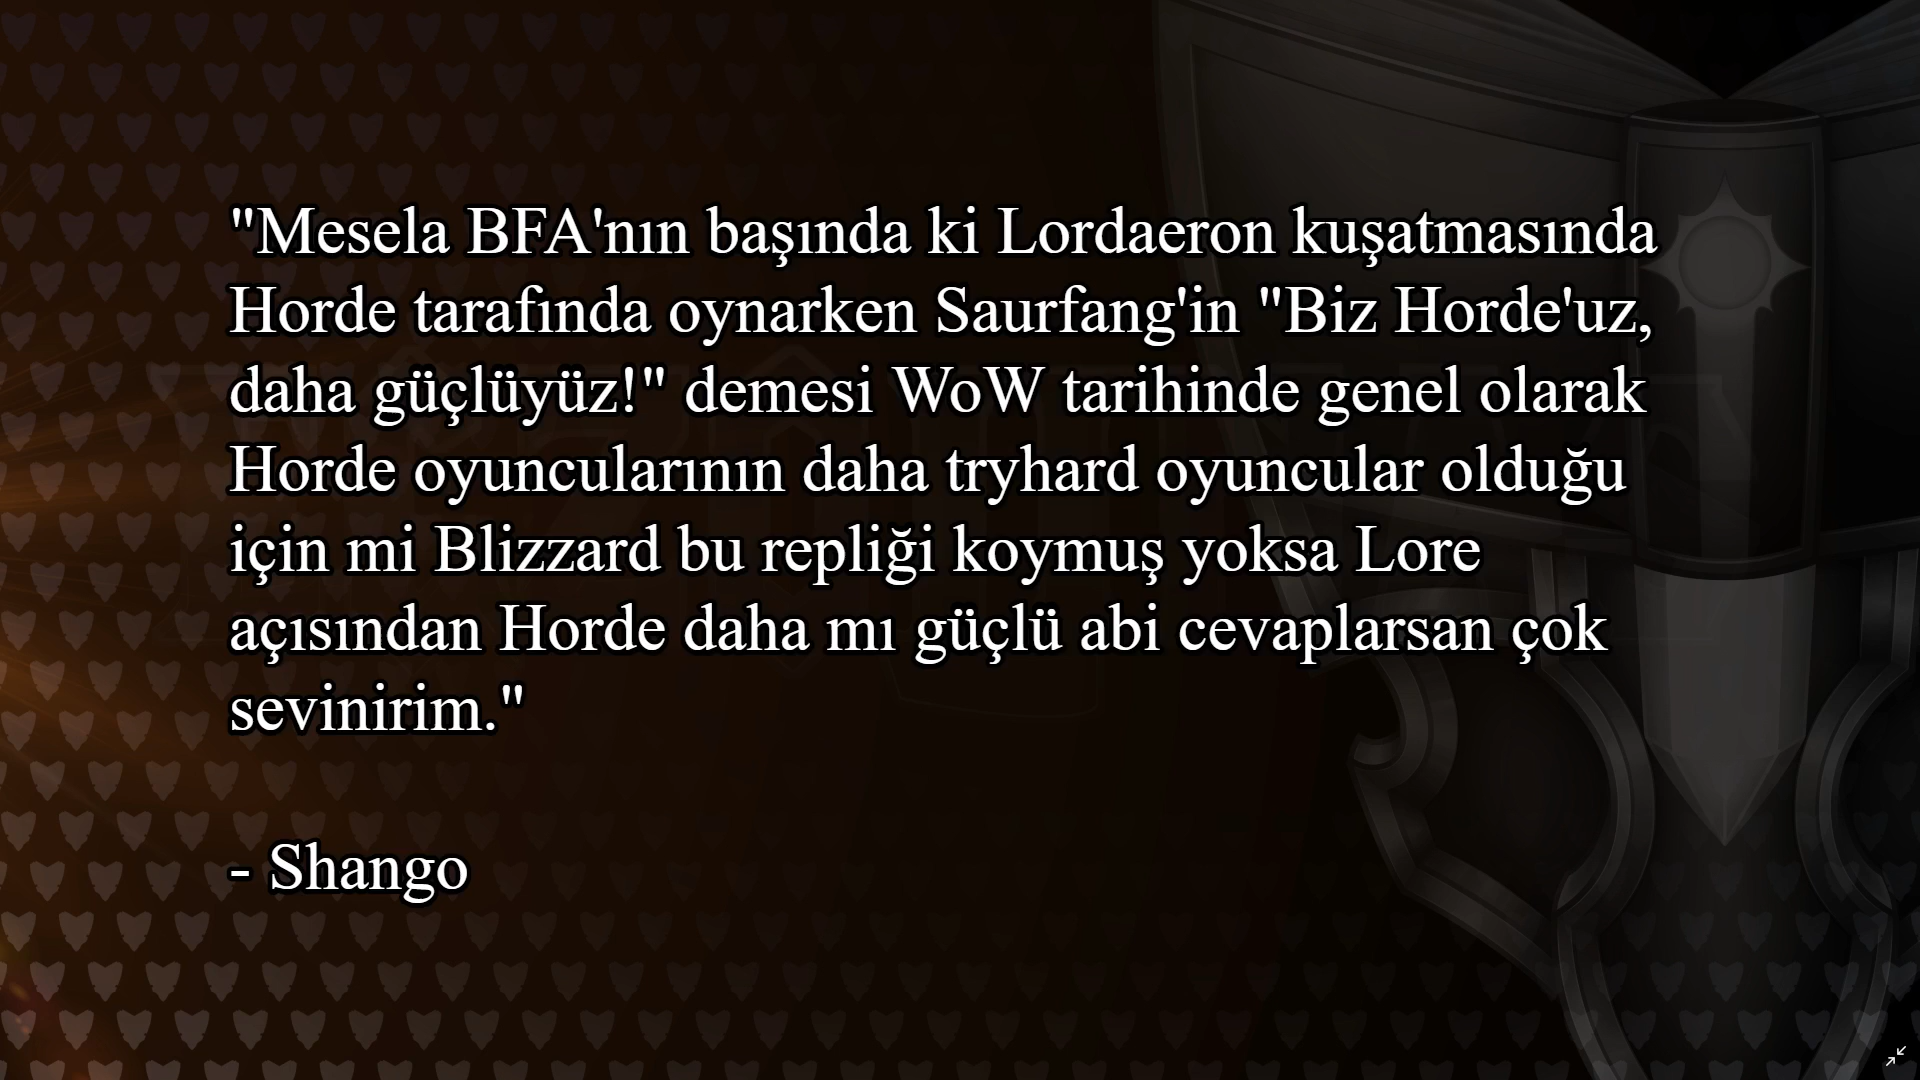 "Mesela BFA'nın başında ki Lordaeron kuşatmasında
Horde tarafında oynarken Saurfang'in "Biz Horde'uz,
daha güçlüyüz!" demesi WoW tarihinde genel olarak
Horde oyuncularının daha tryhard oyuncular olduğu
için mi Blizzard bu repliği koymuş yoksa Lore
açısından Horde daha mı güçlü abi cevaplarsan çok
sevinirim."
- Shango